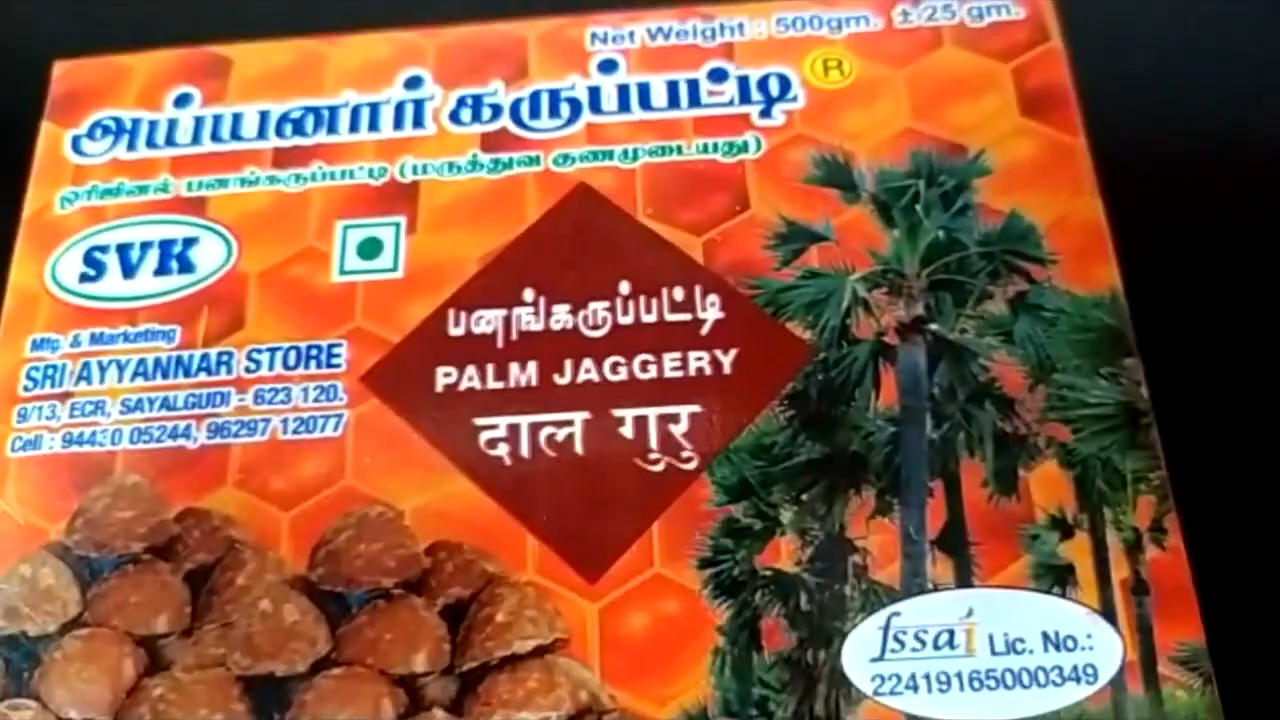 Net Weight : 500gm. ± 25 gm.
அய்யனார் கருப்பட்டி ®
ஒரிஜினல் பனங்கருப்பட்டி (மருத்துவ குணமுடையது)
SVK
Mfg. & Marketing
SRI AYYANNAR STORE
9/13, ECR, SAYALGUDI - 623 120.
Cell : 94430 05244, 96297 12077
பனங்கருப்பட்டி
PALM JAGGERY
दाल गुरु
fssai Lic. No.:
22419165000349